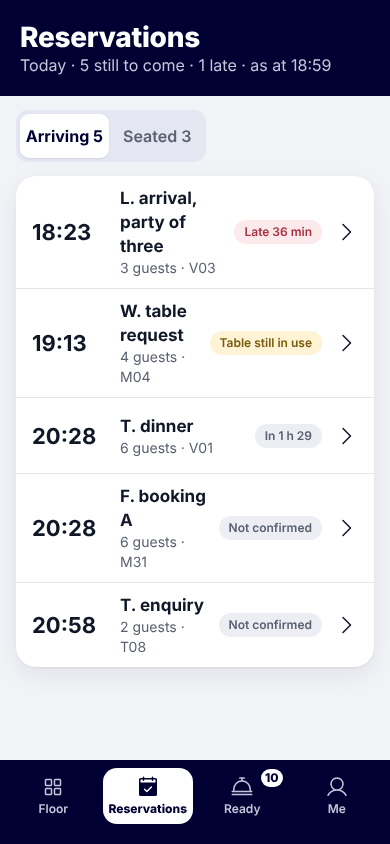 Reservations
Today · 5 still to come · 1 late · as at 18:59
Arriving 5
Seated 3
18:23
L. arrival,
party of
three
3 guests · V03
Late 36 min
19:13
W. table
request
4 guests ·
M04
Table still in use
20:28
T. dinner
6 guests · V01
In 1 h 29
20:28
F. booking
A
6 guests ·
M31
Not confirmed
20:58
T. enquiry
2 guests ·
T08
Not confirmed
Floor
Reservations
10
Ready
Me